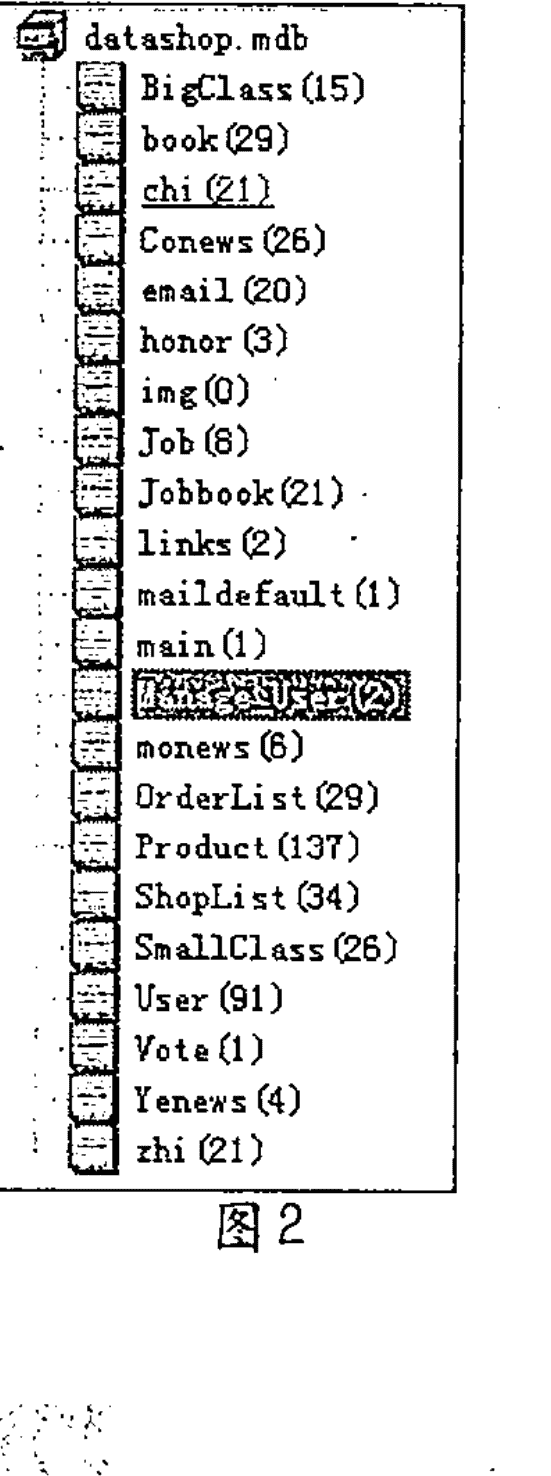 datashop.mdb
BigClass(15)
book(29)
chi(21)
Conews(26)
email(20)
honor(3)
img(0)
Job(8)
Jobbook(21)
links(2)
maildefault(1)
main(1)
Manage_User(2)
monews(6)
OrderList(29)
Product(137)
ShopList(34)
SmallClass(26)
User(91)
Vote(1)
Yenews(4)
zhi(21)
图2